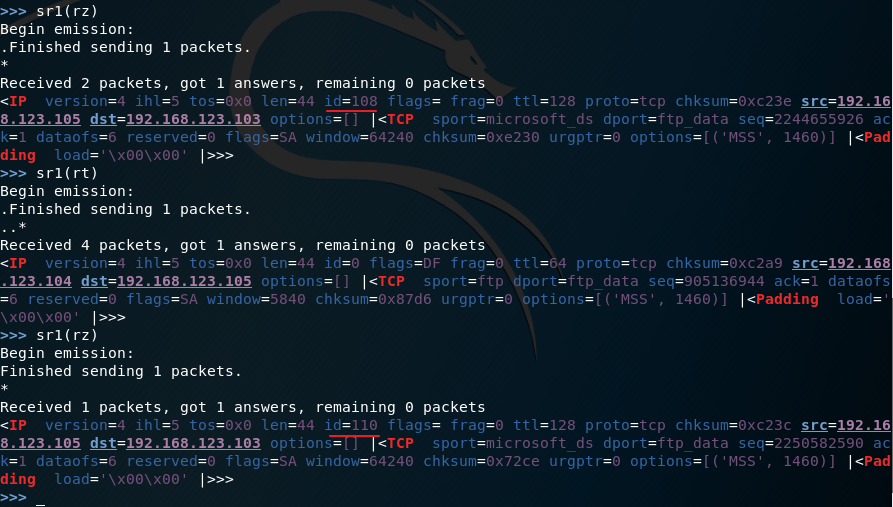 >>> sr1(rz)
Begin emission:
.Finished sending 1 packets.
*
Received 2 packets, got 1 answers, remaining 0 packets
<IP  version=4 ihl=5 tos=0x0 len=44 id=108 flags= frag=0 ttl=128 proto=tcp chksum=0xc23e src=192.16
8.123.105 dst=192.168.123.103 options=[] |<TCP  sport=microsoft_ds dport=ftp_data seq=2244655926 ac
k=1 dataofs=6 reserved=0 flags=SA window=64240 chksum=0xe230 urgptr=0 options=[('MSS', 1460)] |<Pad
ding  load='\x00\x00' |>>>
>>> sr1(rt)
Begin emission:
.Finished sending 1 packets.
..*
Received 4 packets, got 1 answers, remaining 0 packets
<IP  version=4 ihl=5 tos=0x0 len=44 id=0 flags=DF frag=0 ttl=64 proto=tcp chksum=0xc2a9 src=192.168
.123.104 dst=192.168.123.105 options=[] |<TCP  sport=ftp dport=ftp_data seq=905136944 ack=1 dataofs
=6 reserved=0 flags=SA window=5840 chksum=0x87d6 urgptr=0 options=[('MSS', 1460)] |<Padding  load='
\x00\x00' |>>>
>>> sr1(rz)
Begin emission:
Finished sending 1 packets.
*
Received 1 packets, got 1 answers, remaining 0 packets
<IP  version=4 ihl=5 tos=0x0 len=44 id=110 flags= frag=0 ttl=128 proto=tcp chksum=0xc23c src=192.16
8.123.105 dst=192.168.123.103 options=[] |<TCP  sport=microsoft_ds dport=ftp_data seq=2250582590 ac
k=1 dataofs=6 reserved=0 flags=SA window=64240 chksum=0x72ce urgptr=0 options=[('MSS', 1460)] |<Pad
ding  load='\x00\x00' |>>>
>>> _